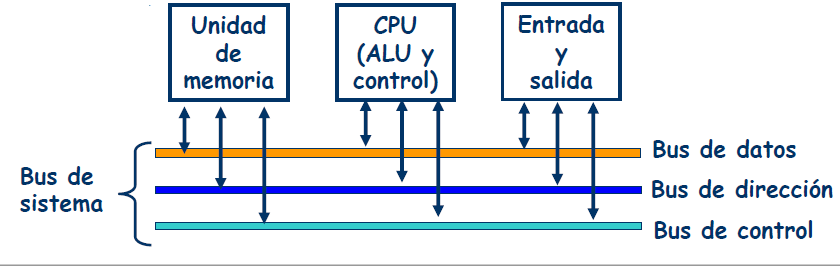 Unidad
de
memoria
CPU
(ALU y
control)
Entrada
y
salida
Bus de
sistema
Bus de datos
Bus de dirección
Bus de control